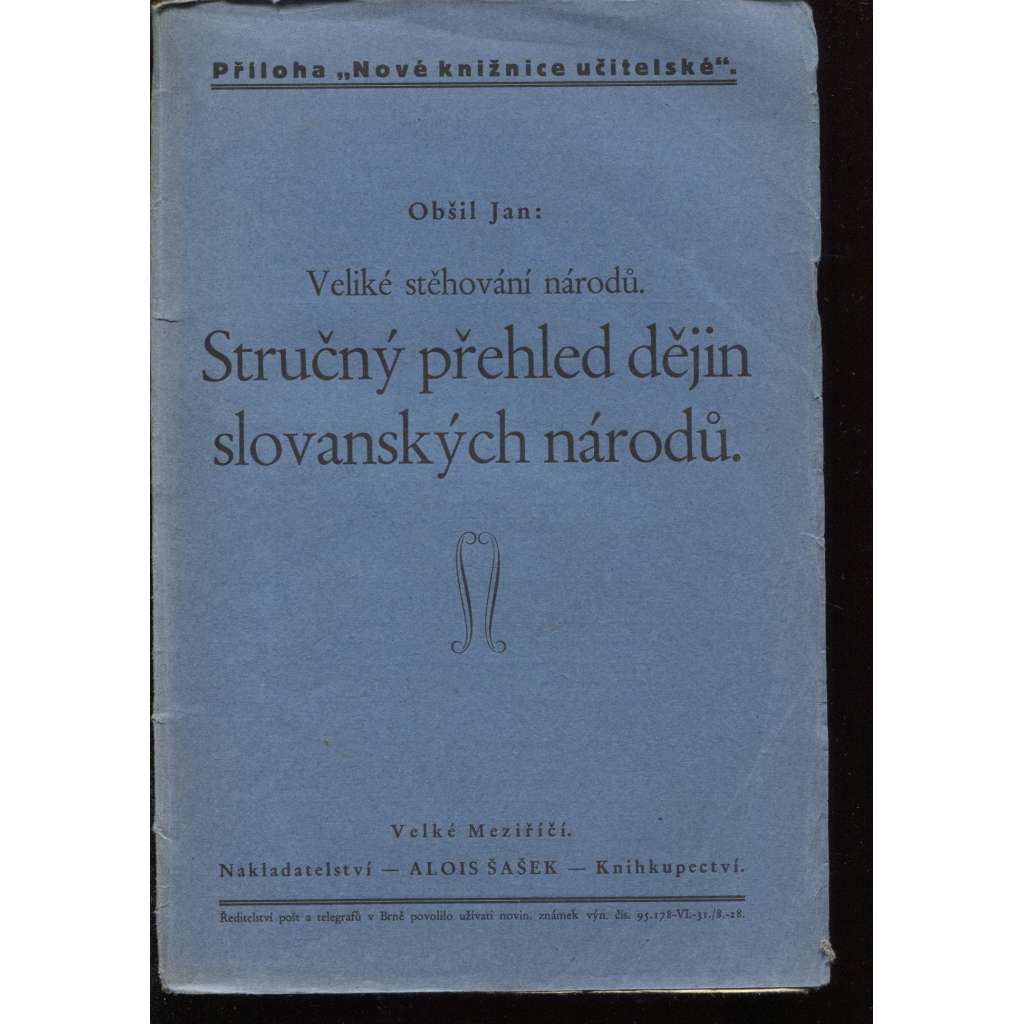 Příloha „Nové knižnice učitelské“.
Obšil Jan:
Veliké stěhování národů.
Stručný přehled dějin
slovanských národů.
Velké Meziříčí.
Nakladatelství — ALOIS ŠAŠEK — Knihkupectví.
Ředitelství pošt a telegrafů v Brně povolilo užívati novin. známek výn. čís. 95.178-VI.-31./8.-28.